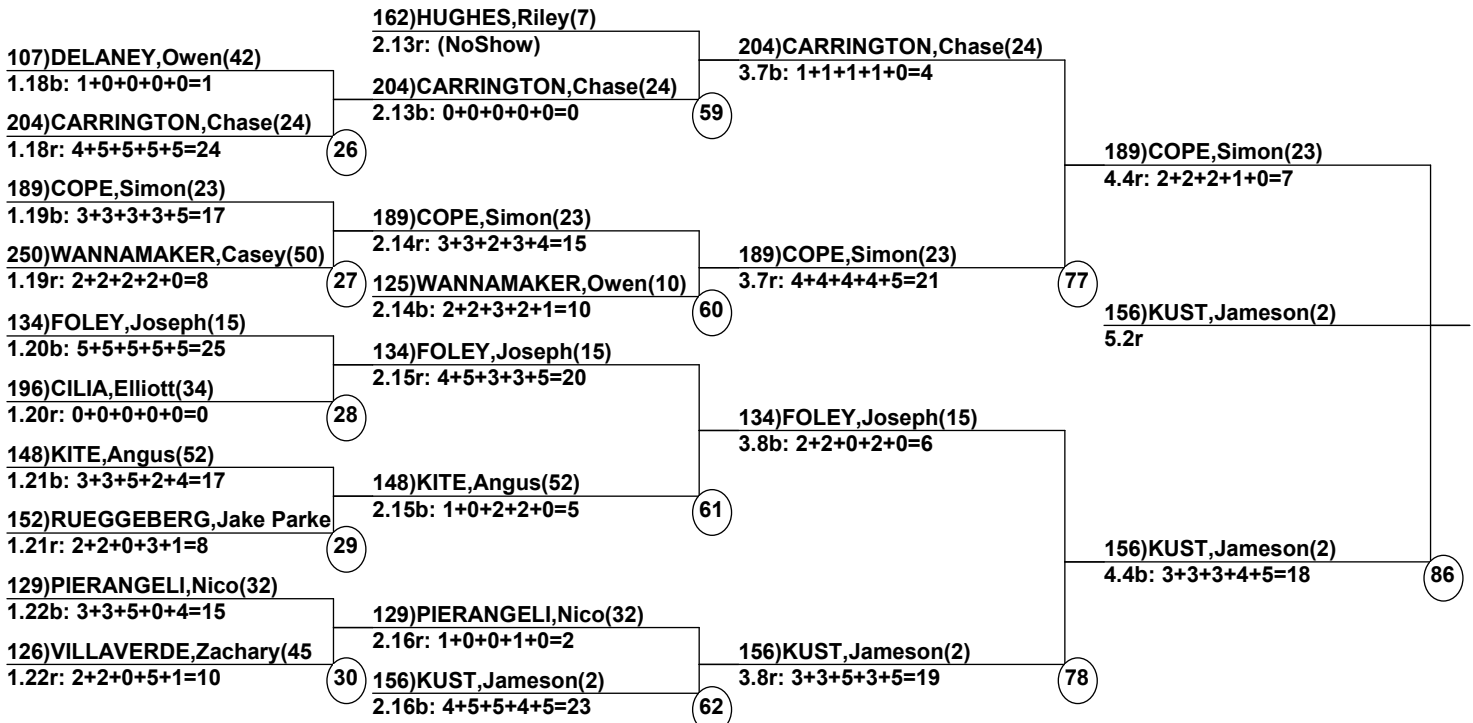 107)DELANEY,Owen(42)
1.18b: 1+0+0+0+0=1
204)CARRINGTON,Chase(24)
1.18r: 4+5+5+5+5=24
26
189)COPE,Simon(23)
1.19b: 3+3+3+3+5=17
250)WANNAMAKER,Casey(50)
1.19r: 2+2+2+2+0=8
27
134)FOLEY,Joseph(15)
1.20b: 5+5+5+5+5=25
196)CILIA,Elliott(34)
1.20r: 0+0+0+0+0=0
28
148)KITE,Angus(52)
1.21b: 3+3+5+2+4=17
152)RUEGGEBERG,Jake Parke
1.21r: 2+2+0+3+1=8
29
129)PIERANGELI,Nico(32)
1.22b: 3+3+5+0+4=15
126)VILLAVERDE,Zachary(45
1.22r: 2+2+0+5+1=10
30
162)HUGHES,Riley(7)
2.13r: (NoShow)
204)CARRINGTON,Chase(24)
2.13b: 0+0+0+0+0=0
59
189)COPE,Simon(23)
2.14r: 3+3+2+3+4=15
125)WANNAMAKER,Owen(10)
2.14b: 2+2+3+2+1=10
60
134)FOLEY,Joseph(15)
2.15r: 4+5+3+3+5=20
148)KITE,Angus(52)
2.15b: 1+0+2+2+0=5
61
129)PIERANGELI,Nico(32)
2.16r: 1+0+0+1+0=2
156)KUST,Jameson(2)
2.16b: 4+5+5+4+5=23
62
204)CARRINGTON,Chase(24)
3.7b: 1+1+1+1+0=4
189)COPE,Simon(23)
3.7r: 4+4+4+4+5=21
77
134)FOLEY,Joseph(15)
3.8b: 2+2+0+2+0=6
156)KUST,Jameson(2)
3.8r: 3+3+5+3+5=19
78
189)COPE,Simon(23)
4.4r: 2+2+2+1+0=7
156)KUST,Jameson(2)
4.4b: 3+3+3+4+5=18
86
156)KUST,Jameson(2)
5.2r